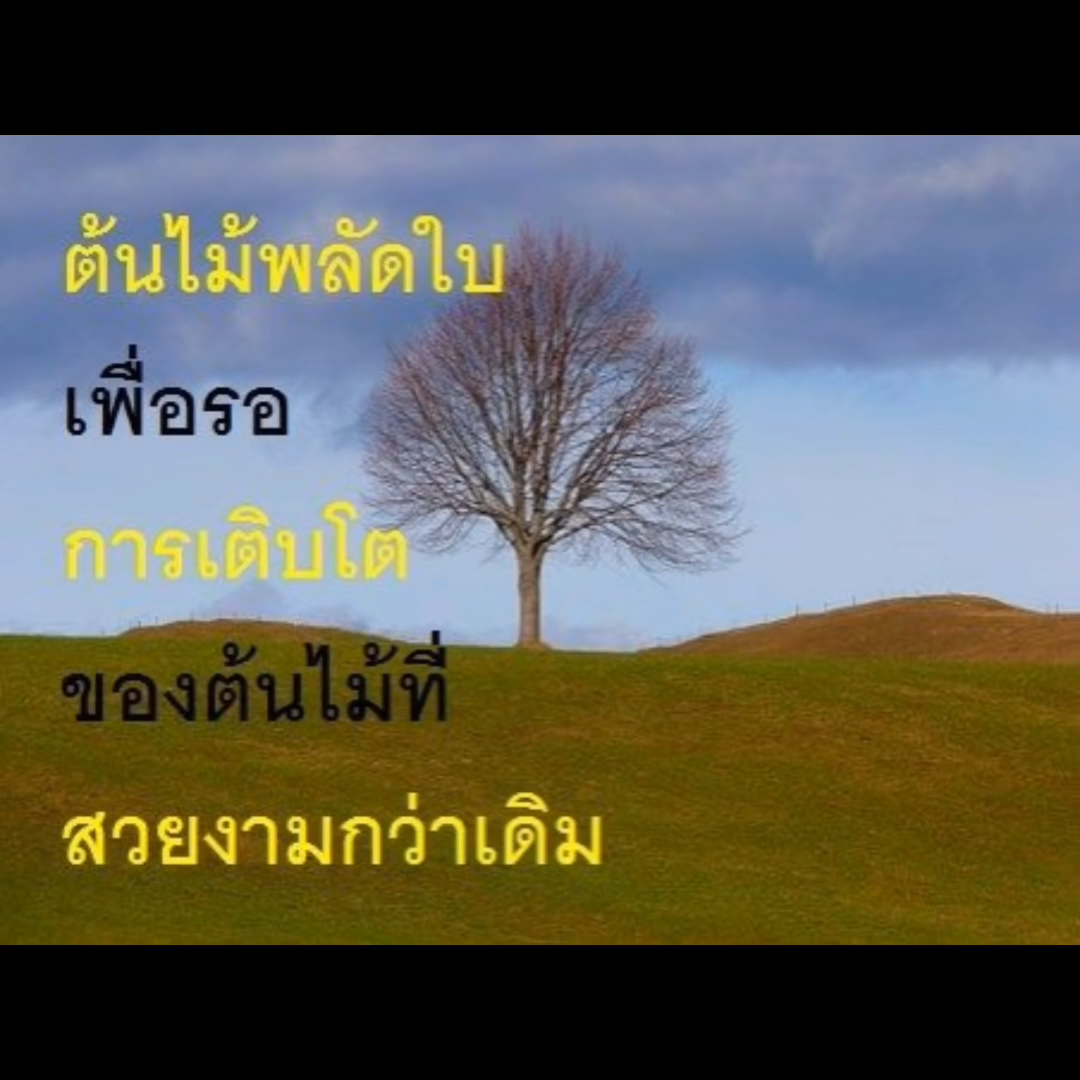 ต้นไม้พลัดใบ
เพื่อรอ
การเติบโต
ของต้นไม้ที่
สวยงามกว่าเดิม